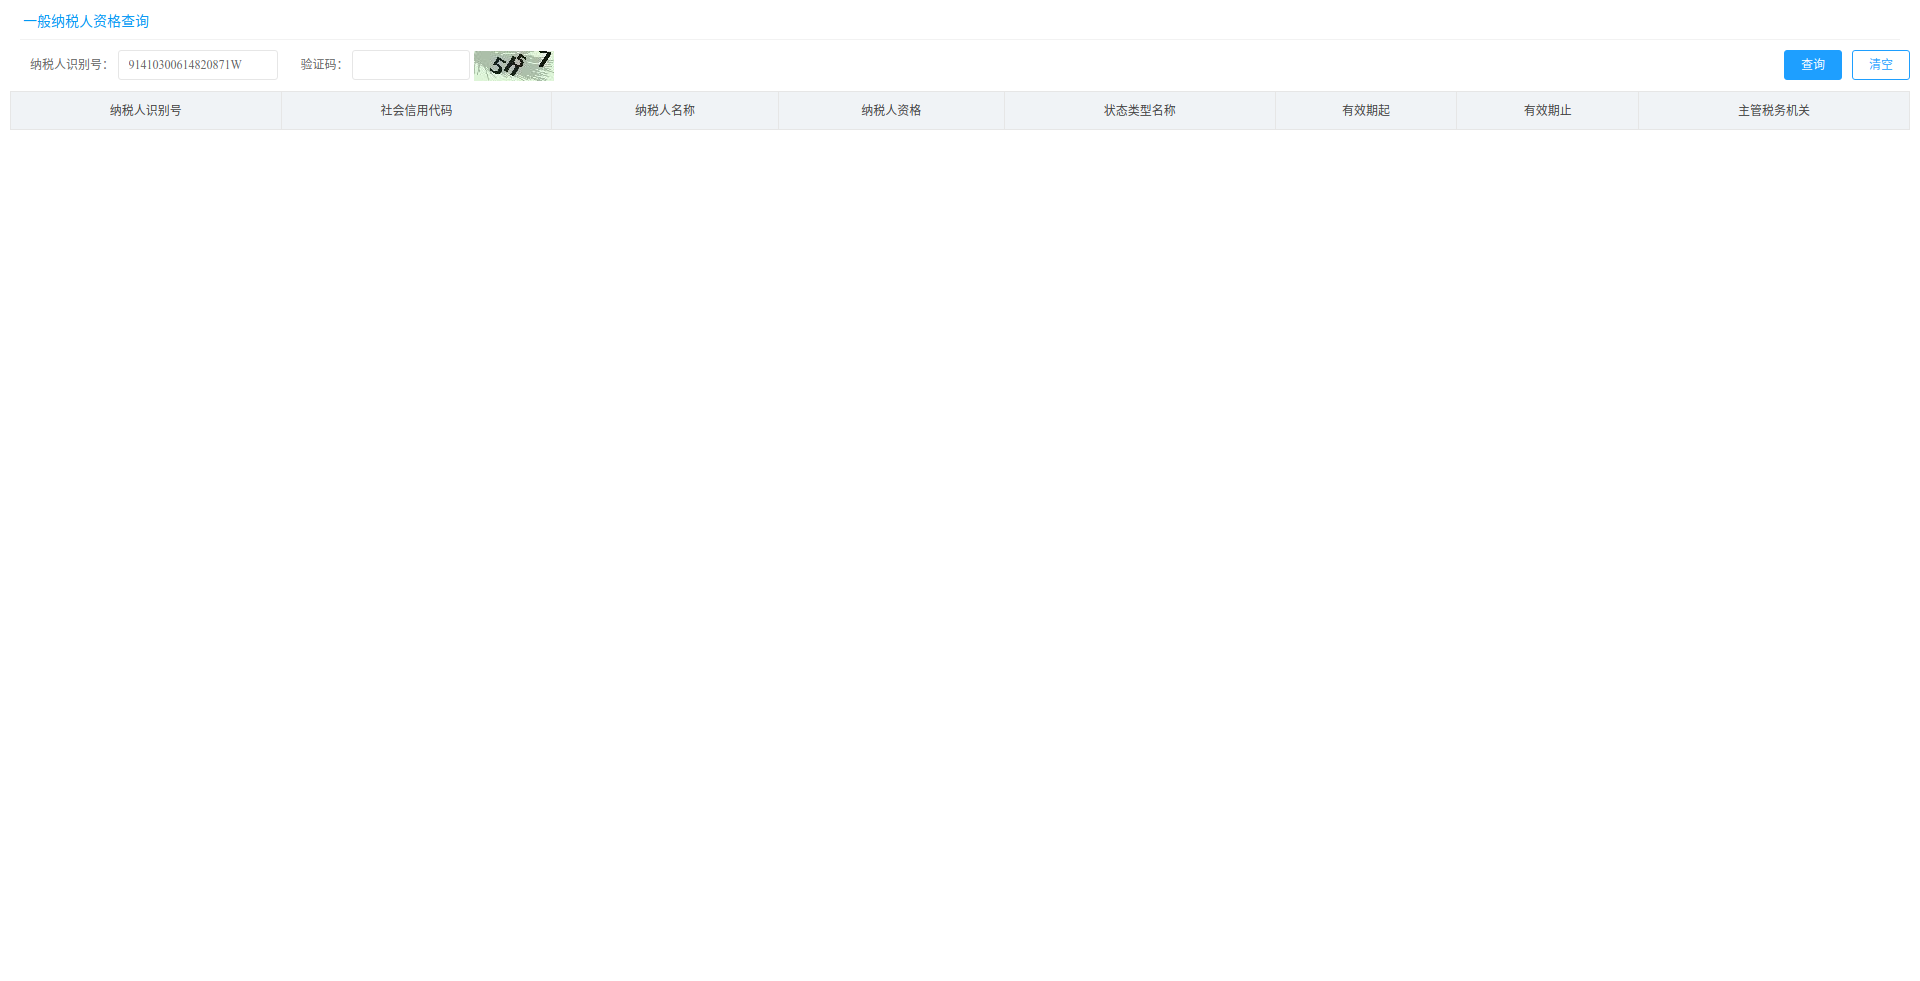 一般纳税人资格查询
纳税人识别号： 91410300614820871W 验证码： 查询 清空
纳税人识别号 社会信用代码 纳税人名称 纳税人资格 状态类型名称 有效期起 有效期止 主管税务机关